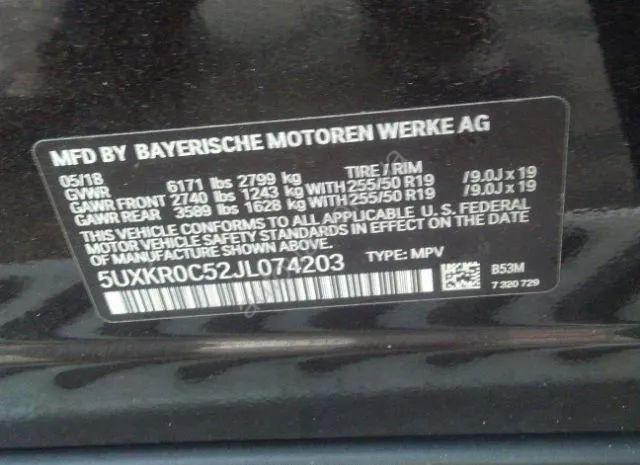 MFD BY BAYERISCHE MOTOREN WERKE AG
05/18 TIRE / RIM
GVWR 6171 lbs 2799 kg
GAWR FRONT 2740 lbs 1243 kg WITH 255/50 R19 /9.0J x 19
GAWR REAR 3589 lbs 1628 kg WITH 255/50 R19 /9.0J x 19
THIS VEHICLE CONFORMS TO ALL APPLICABLE U.S. FEDERAL
MOTOR VEHICLE SAFETY STANDARDS IN EFFECT ON THE DATE
OF MANUFACTURE SHOWN ABOVE.
5UXKR0C52JL074203 TYPE: MPV
B53M
7 320 729